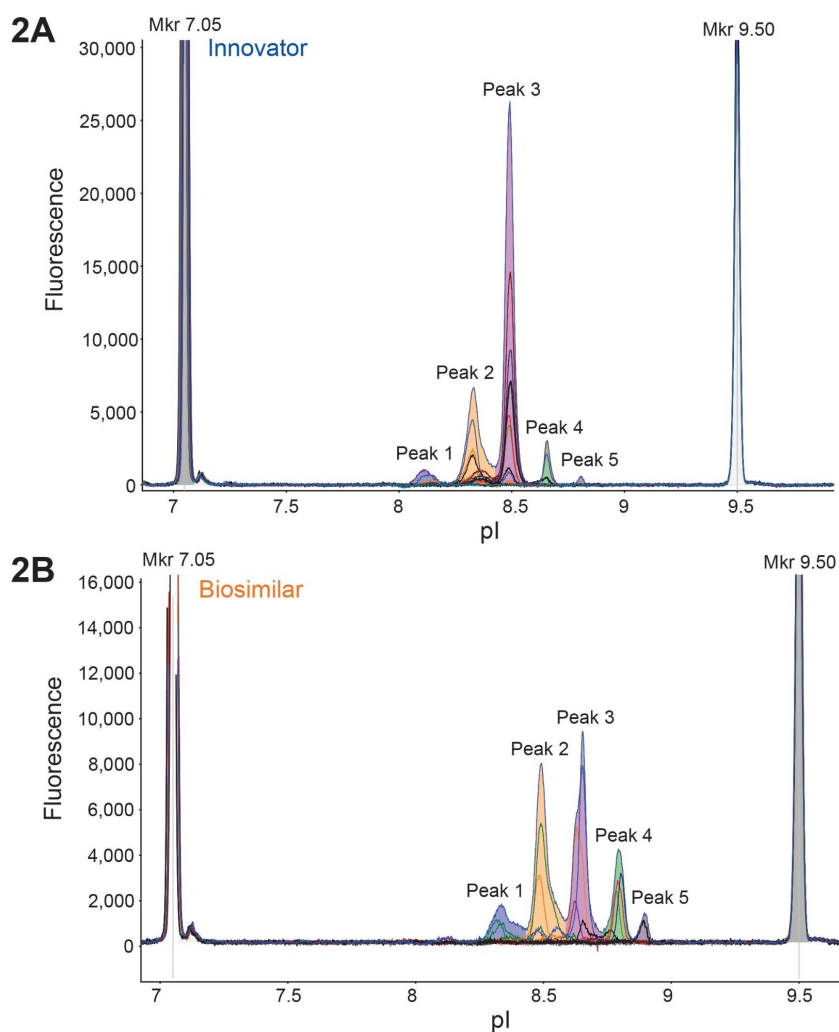 2A
Mkr 7.05
Innovator
Mkr 9.50
30,000
Peak 3
25,000
20,000
Fluorescence
15,000
10,000
Peak 2
5,000
Peak 4
Peak 1
Peak 5
0
7
7.5
8
8.5
9
9.5
pI
2B
Mkr 7.05
Mkr 9.50
16,000
Biosimilar
14,000
12,000
Peak 3
10,000
Peak 2
Fluorescence
8,000
6,000
Peak 4
4,000
Peak 1
Peak 5
2,000
0
7
7.5
8
8.5
9
9.5
pI